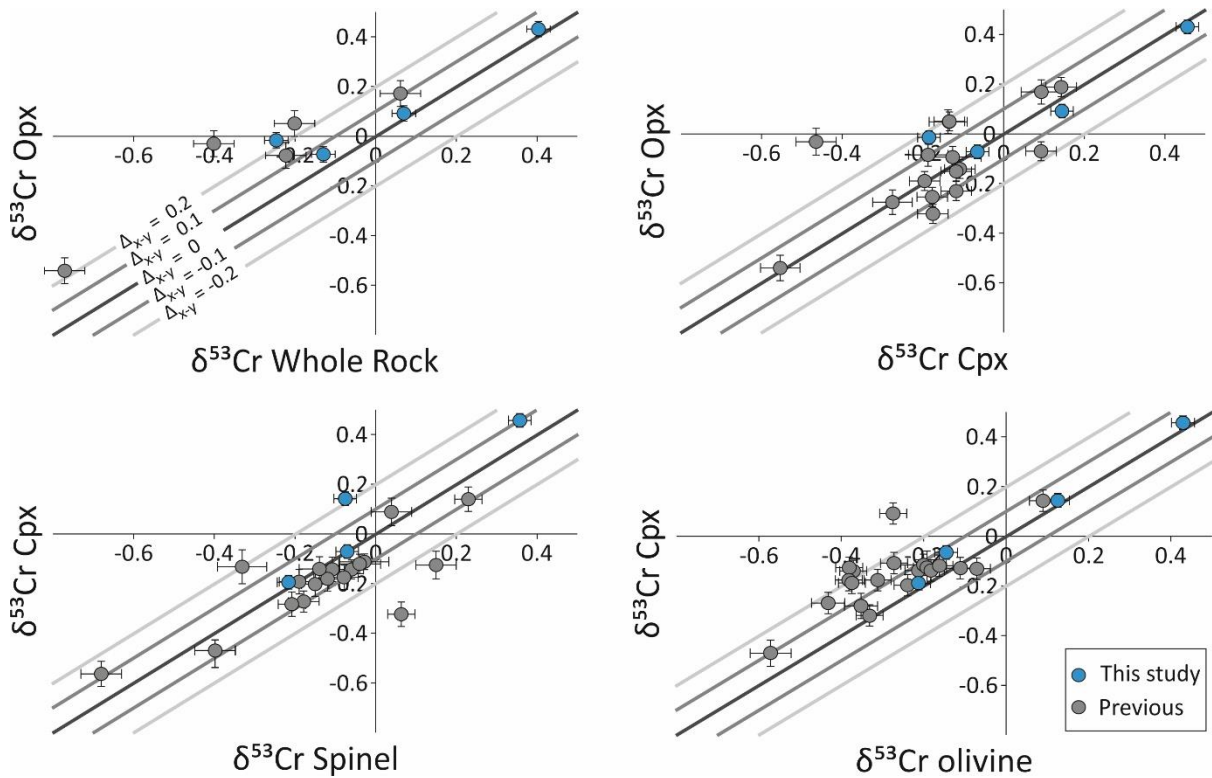 0.4
0.2
-0.6
-0.4
-0.2
0
0.2
0.4
-0.2
-0.4
-0.6
Δx-y = 0.2
Δx-y = 0.1
Δx-y = 0
Δx-y = -0.1
Δx-y = -0.2
δ⁵³Cr Opx
δ⁵³Cr Whole Rock
0.4
0.2
-0.6
-0.4
-0.2
0
0.2
0.4
-0.2
-0.4
-0.6
δ⁵³Cr Opx
δ⁵³Cr Cpx
0.4
0.2
-0.6
-0.4
-0.2
0
0.2
0.4
-0.2
-0.4
-0.6
δ⁵³Cr Cpx
δ⁵³Cr Spinel
0.4
0.2
-0.6
-0.4
-0.2
0
0.2
0.4
-0.2
-0.4
-0.6
δ⁵³Cr Cpx
δ⁵³Cr olivine
This study
Previous